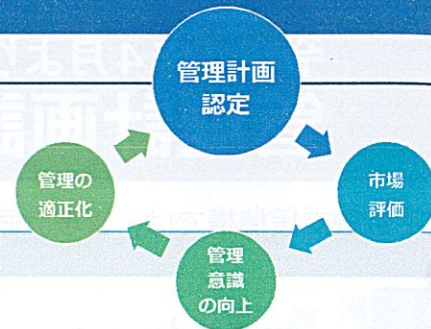 管理計画
認定
市場
評価
管理
意識
の向上
管理の
適正化